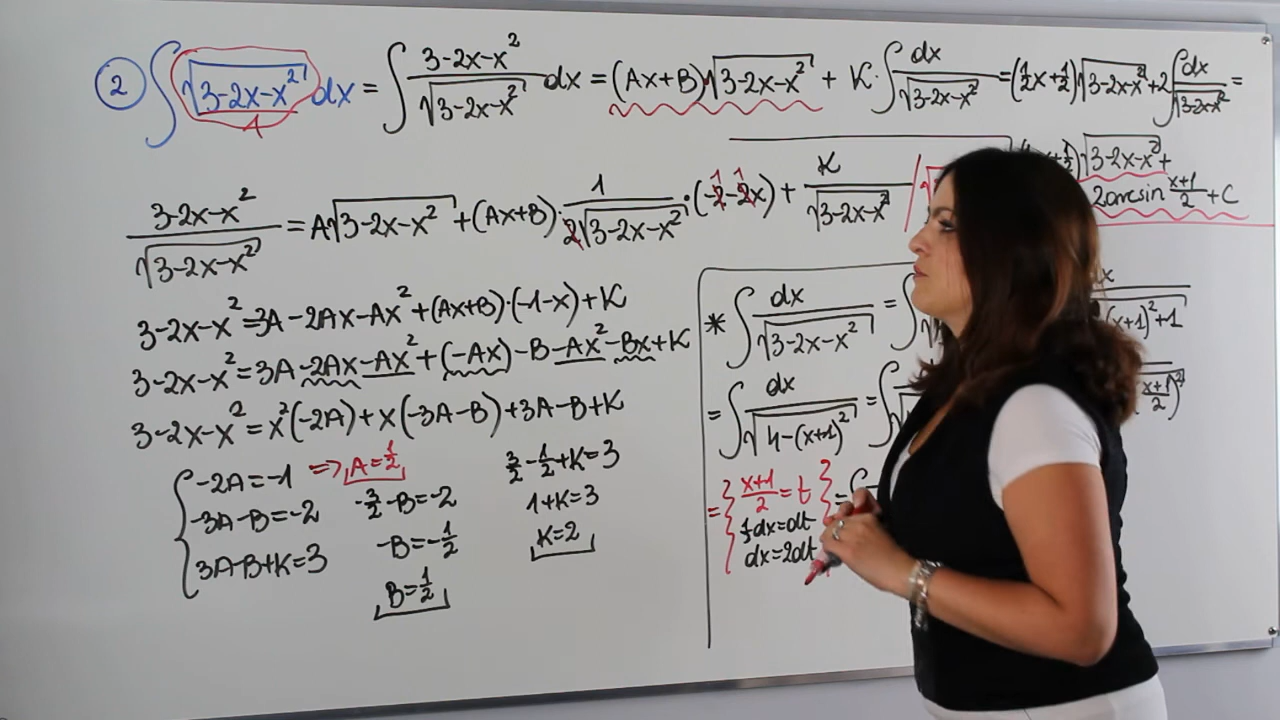 ② ∫ √(3-2x-x²) dx = ∫ (3-2x-x²)/√(3-2x-x²) dx = (Ax+B)√(3-2x-x²) + K·∫ dx/√(3-2x-x²) = (1/2 x+1/2)√(3-2x-x²) + 2∫ dx/√(3-2x-x²) =
1
√(3-2x-x²) +
2 arcsin (x+1)/2 + C
(3-2x-x²)/√(3-2x-x²) = A√(3-2x-x²) + (Ax+B)·1/(2√(3-2x-x²))·(-2-2x) + K/√(3-2x-x²) /
3-2x-x² = 3A-2Ax-Ax²+(Ax+B)·(-1-x)+K
3-2x-x² = 3A-2Ax-Ax²+(-Ax)-B-Ax²-Bx+K
3-2x-x² = x²(-2A)+x(-3A-B)+3A-B+K
-2A=-1 => A=1/2
-3A-B=-2
3A-B+K=3
-3/2-B=-2
-B=-1/2
B=1/2
3/2-1/2+K=3
1+K=3
K=2
* ∫ dx/√(3-2x-x²) = ∫
(x+1)²+1
= ∫ dx/√(4-(x+1)²) = ∫
((x+1)/2)²
= { (x+1)/2 = t } =
1/2 dx=dt
dx=2dt